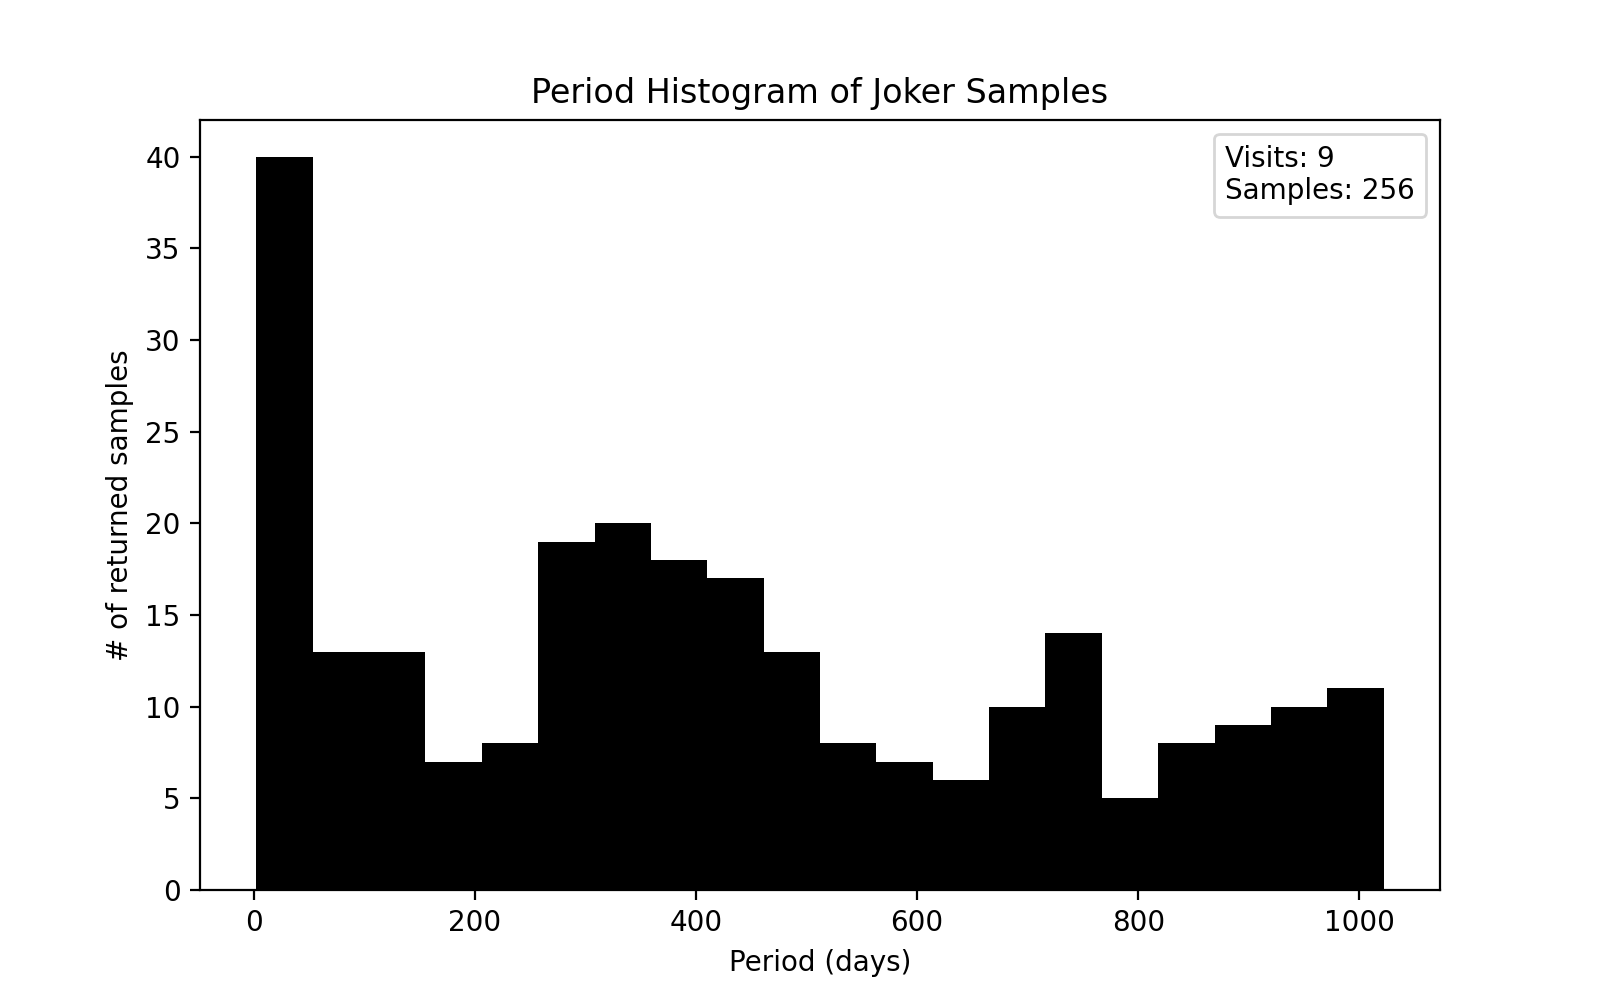 Period Histogram of Joker Samples
Visits: 9
Samples: 256
40
35
30
25
20
15
10
5
0
# of returned samples
0 200 400 600 800 1000
Period (days)